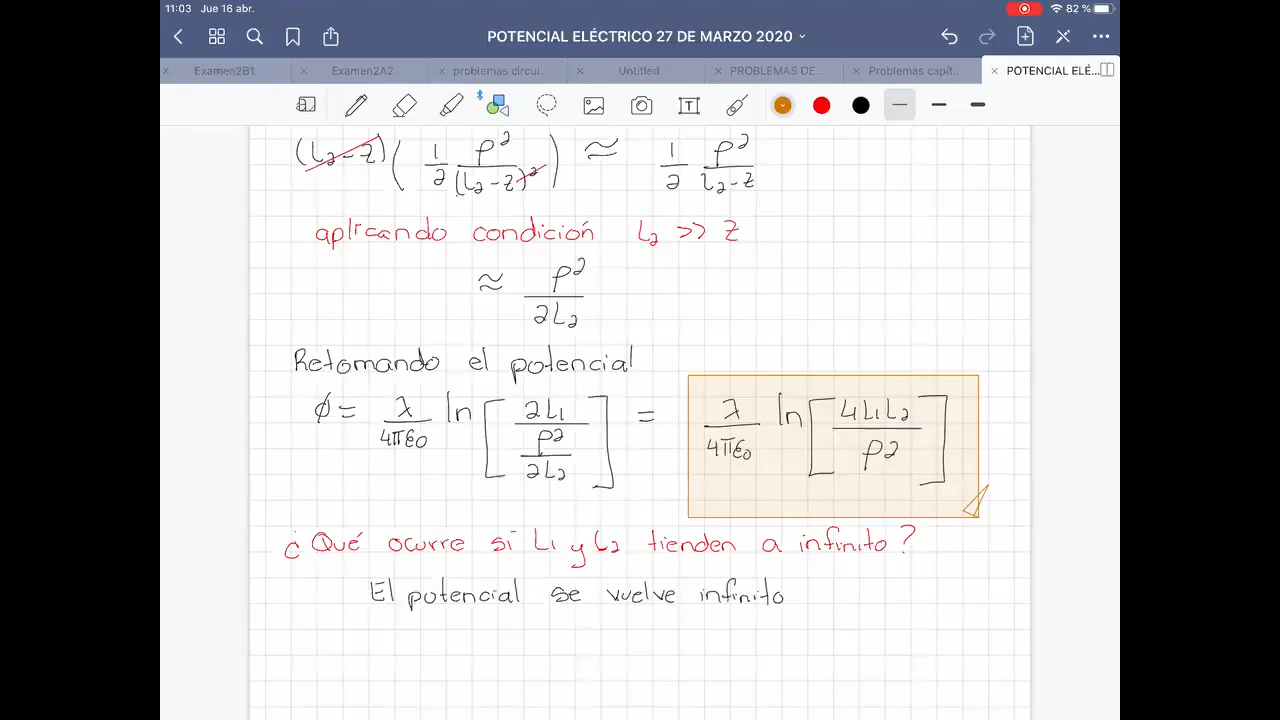 11:03 Jue 16 abr. 82 %
POTENCIAL ELÉCTRICO 27 DE MARZO 2020
Examen2B1 Examen2A2 problemas circui... Untitled PROBLEMAS DE... Problemas capít... POTENCIAL ELÉ...
(L₂-z) ( 1/2 ρ²/(L₂-z)² ) ≈ 1/2 ρ²/(L₂-z)
aplicando condición L₂ >> z
≈ ρ²/2L₂
Retomando el potencial
φ= λ/4πε₀ ln [ 2L₁ / (ρ²/2L₂) ] = λ/4πε₀ ln [ 4L₁L₂/ρ² ]
¿Qué ocurre si L₁ y L₂ tienden a infinito?
El potencial se vuelve infinito